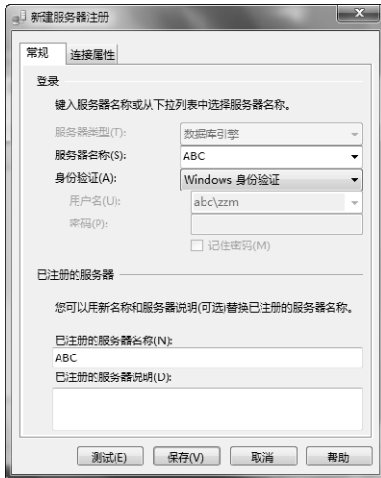 新建服务器注册
常规 连接属性
登录
键入服务器名称或从下拉列表中选择服务器名称。
服务器类型(T): 数据库引擎
服务器名称(S): ABC
身份验证(A): Windows 身份验证
用户名(U): abc\zzm
密码(P):
记住密码(M)
已注册的服务器
您可以用新名称和服务器说明(可选)替换已注册的服务器名称。
已注册的服务器名称(N):
ABC
已注册的服务器说明(D):
测试(E) 保存(V) 取消 帮助